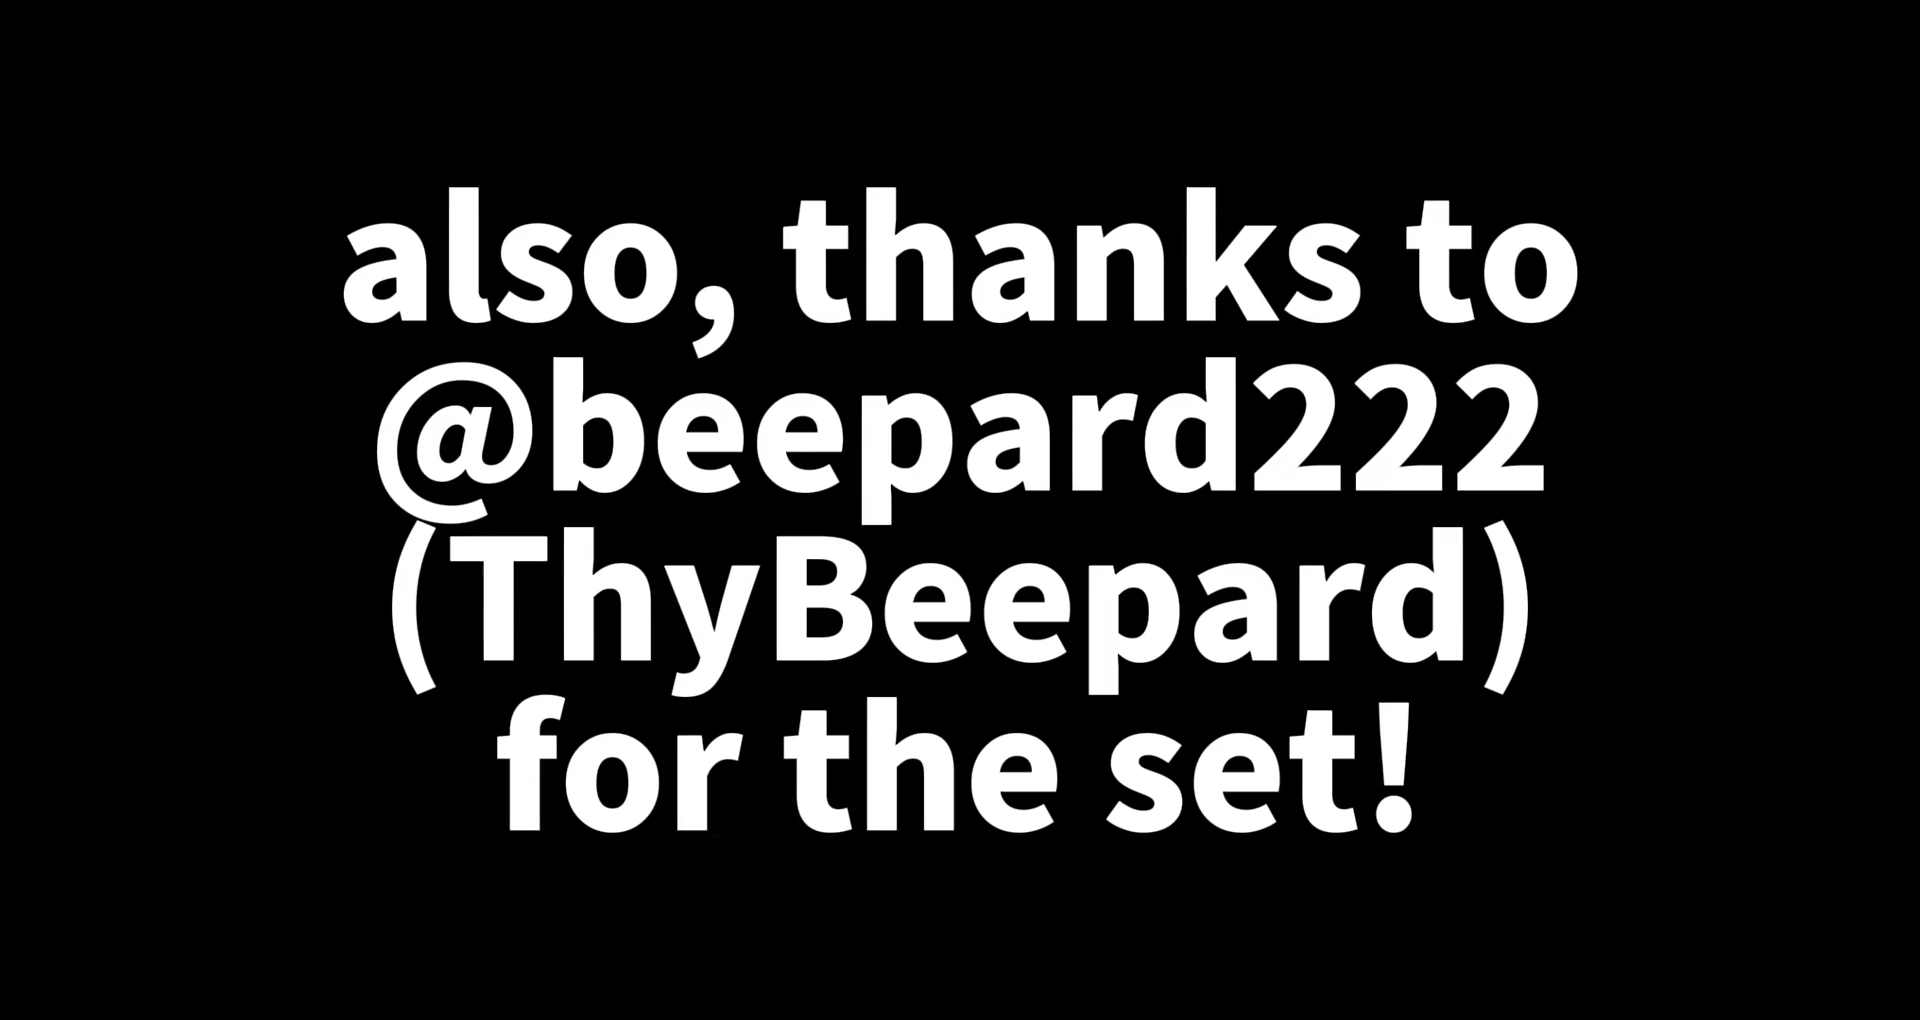 also, thanks to
@beepard222
(ThyBeepard)
for the set!